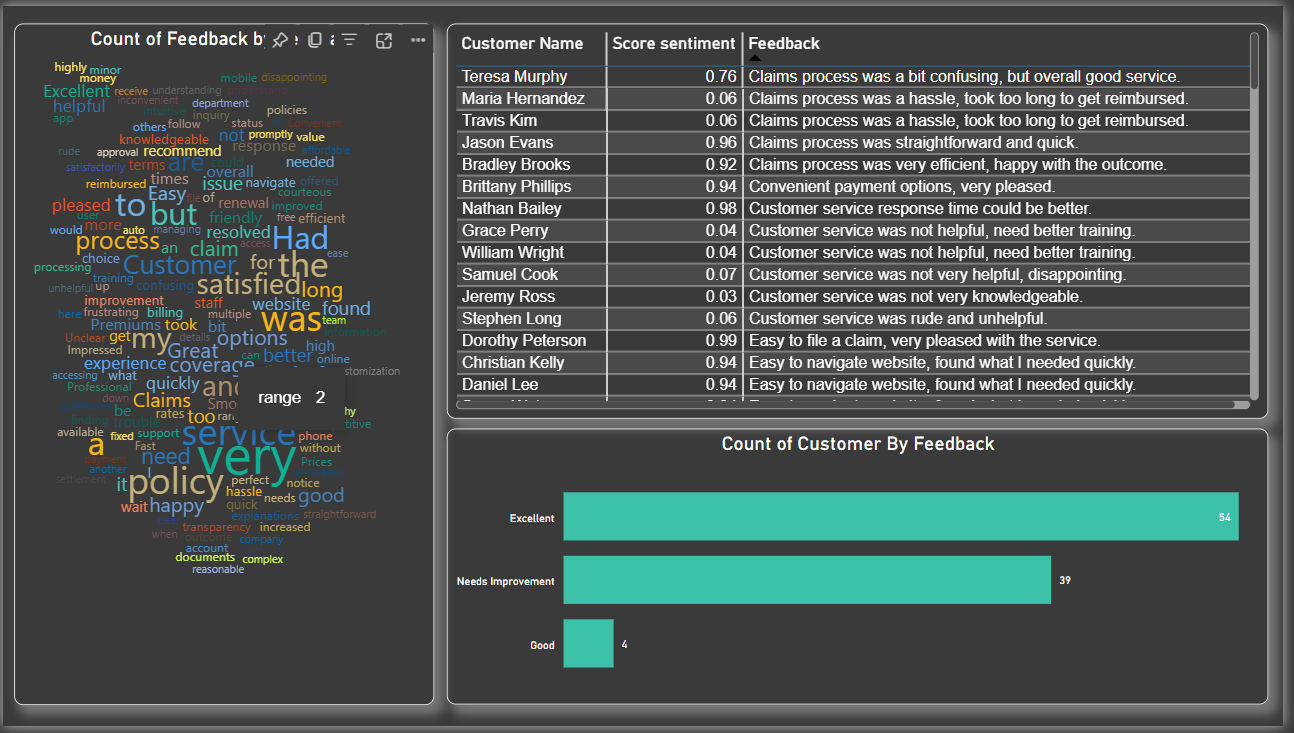 Count of Feedback by
highly minor
money
mobile disappointing
Excellent receive understanding
helpful inconvenient department
app intuitive inquiry policies
others follow status Convenient
knowledgeable not promptly value
rude approval recommend response affordable
satisfactorily terms are could needed
reimbursed times overall
Easy issue navigate offered
file of courteous
pleased to but renewal improved
user more friendly free efficient
would auto managing resolved Had
process an claim access ease
choice Customer for the
processing training confusing satisfied
unhelpful up long
improvement staff website found
here frustrating billing multiple was team
Premiums took bit information
Unclear get my details options high
Impressed Great can better online
experience coverage
accessing what quickly and stomization
Professional
down Claims Smo range 2
be rates too ran hy
finding trouble titive
available a fixed support service phone
Fast need very without
another Prices
settlement it policy perfect notice
hassle needs good
wait happy quick
explanations straightforward
when transparency increased
outcome company
account
documents complex
reasonable
Customer Name Score sentiment Feedback
Teresa Murphy 0.76 Claims process was a bit confusing, but overall good service.
Maria Hernandez 0.06 Claims process was a hassle, took too long to get reimbursed.
Travis Kim 0.06 Claims process was a hassle, took too long to get reimbursed.
Jason Evans 0.96 Claims process was straightforward and quick.
Bradley Brooks 0.92 Claims process was very efficient, happy with the outcome.
Brittany Phillips 0.94 Convenient payment options, very pleased.
Nathan Bailey 0.98 Customer service response time could be better.
Grace Perry 0.04 Customer service was not helpful, need better training.
William Wright 0.04 Customer service was not helpful, need better training.
Samuel Cook 0.07 Customer service was not very helpful, disappointing.
Jeremy Ross 0.03 Customer service was not very knowledgeable.
Stephen Long 0.06 Customer service was rude and unhelpful.
Dorothy Peterson 0.99 Easy to file a claim, very pleased with the service.
Christian Kelly 0.94 Easy to navigate website, found what I needed quickly.
Daniel Lee 0.94 Easy to navigate website, found what I needed quickly.
Count of Customer By Feedback
Excellent 54
Needs Improvement 39
Good 4